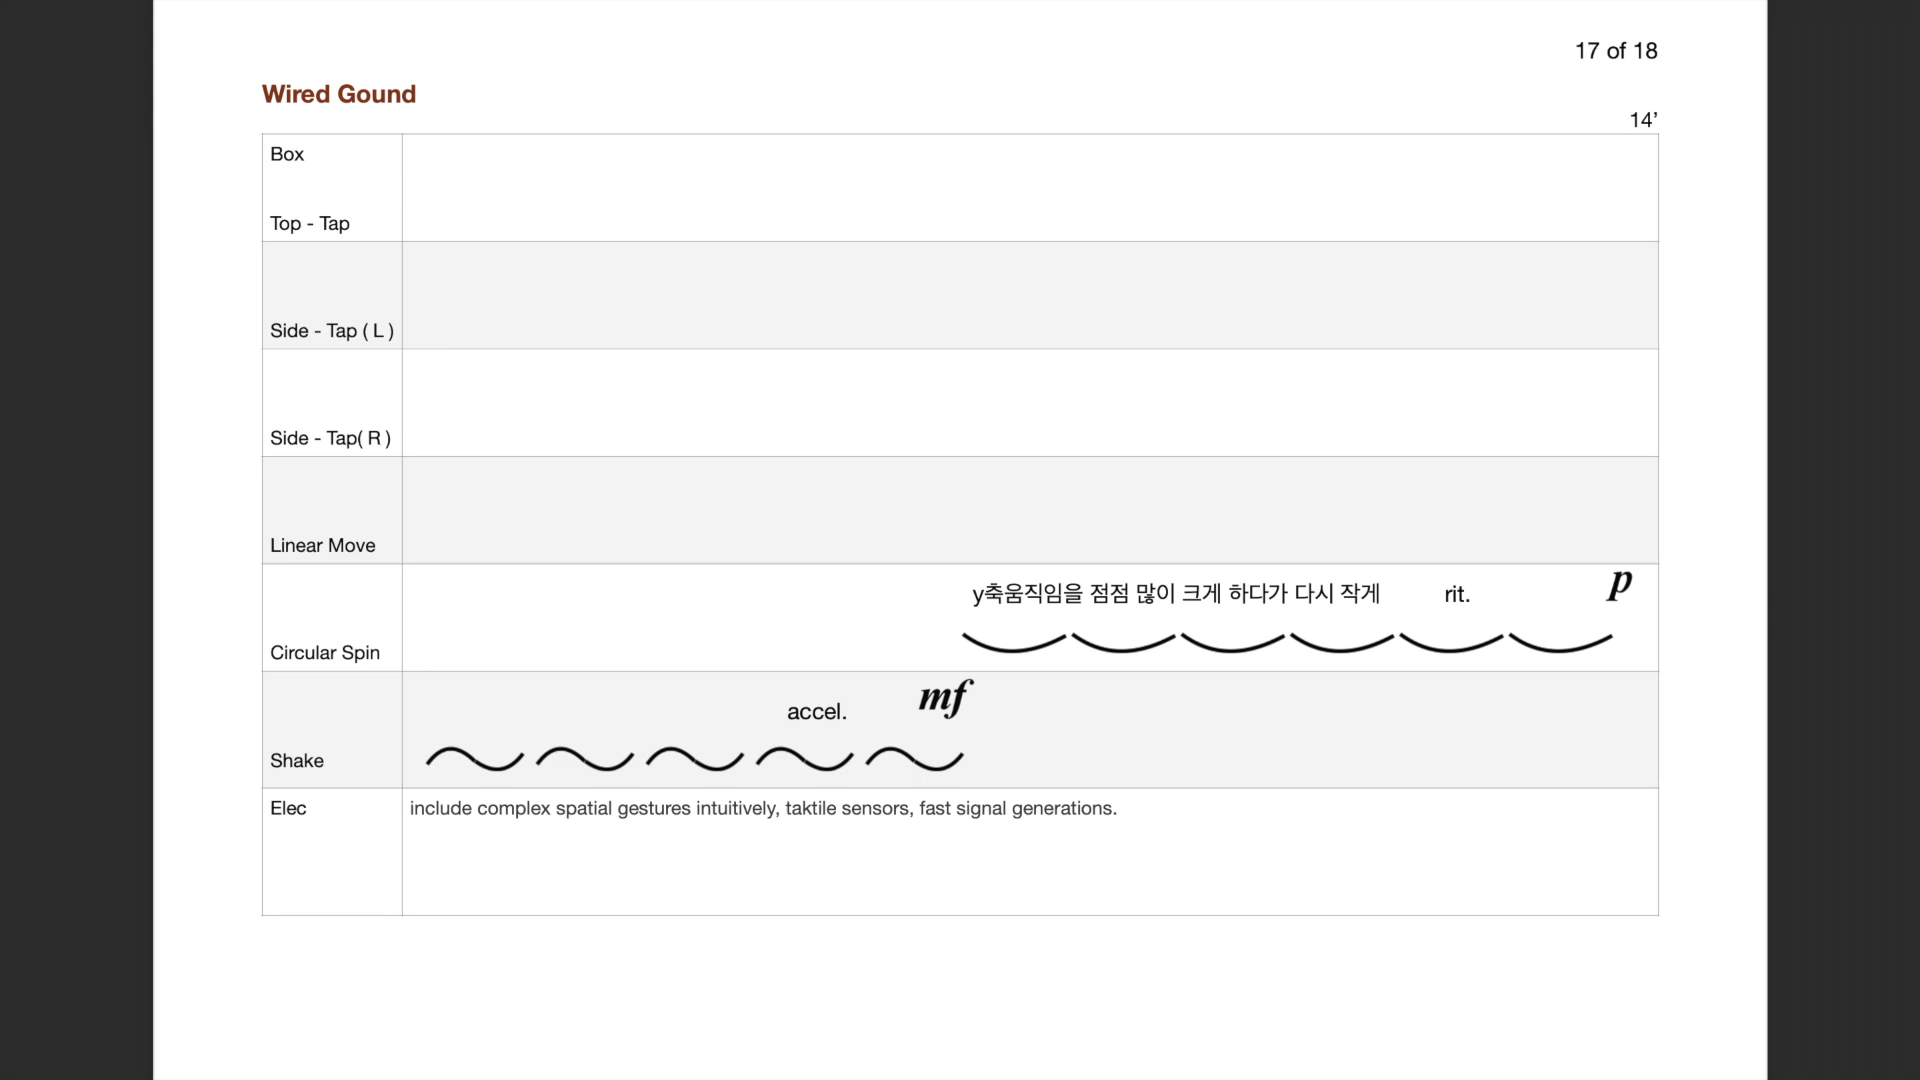 17 of 18
Wired Gound
14’
Box
Top - Tap
Side - Tap ( L )
Side - Tap( R )
Linear Move
y축움직임을 점점 많이 크게 하다가 다시 작게 rit. p
Circular Spin
accel. mf
Shake
Elec include complex spatial gestures intuitively, taktile sensors, fast signal generations.